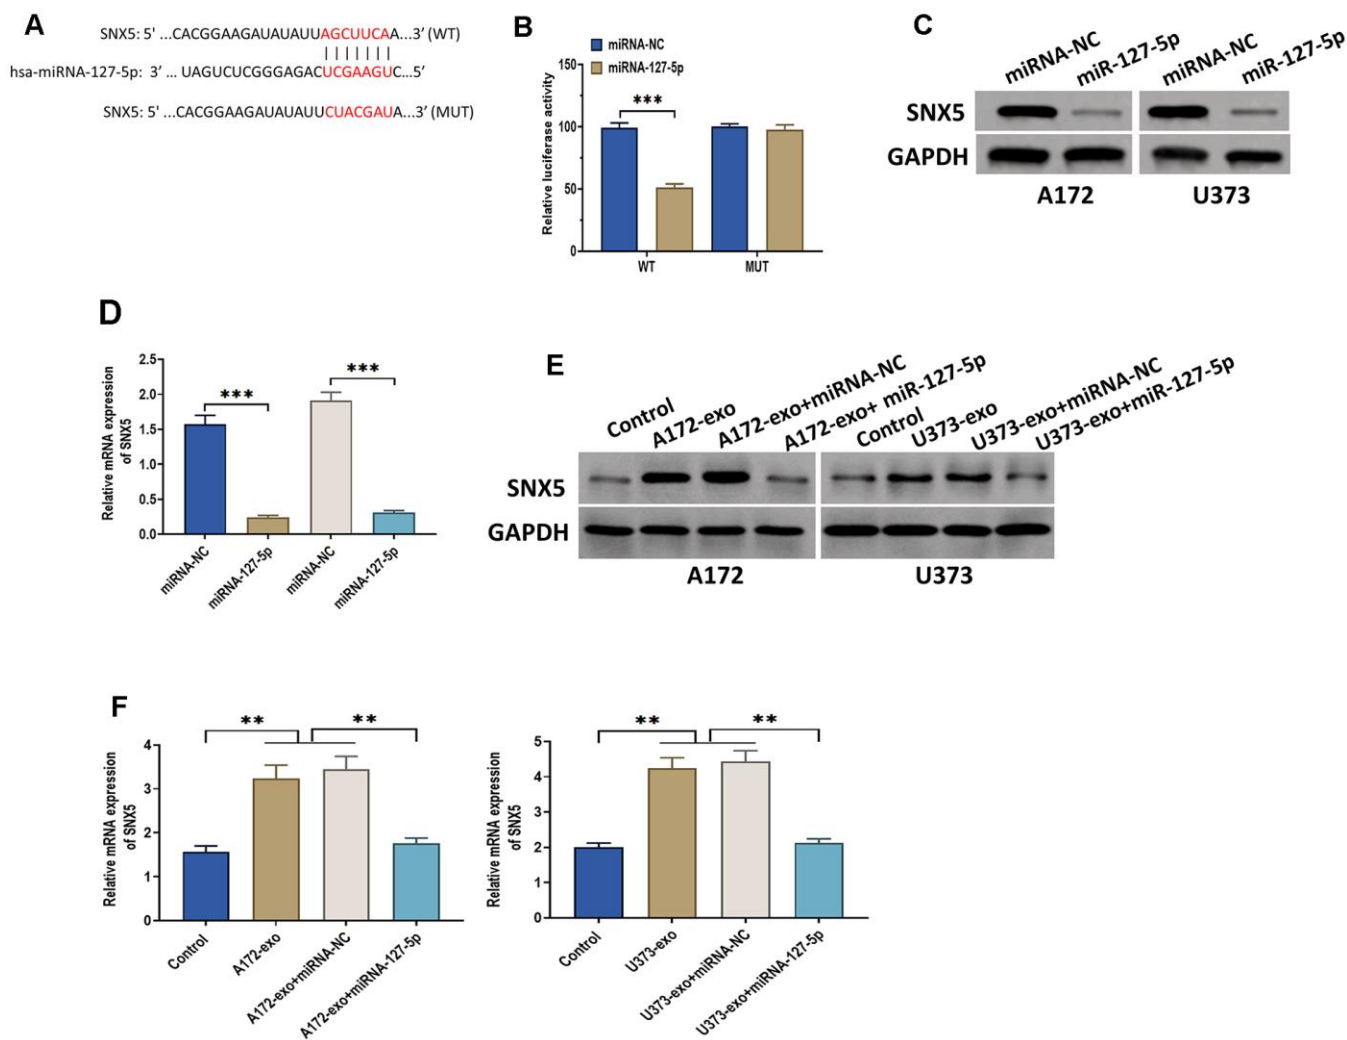 A
SNX5: 5' ...CACGGAAGAUAUAUUAGCUUCAA...3' (WT)
hsa-miRNA-127-5p: 3' ... UAGUCUCGGGAGACUCGAAGUC...5'
SNX5: 5' ...CACGGAAGAUAUAUUCUACGAUA...3' (MUT)
B
miRNA-NC
miRNA-127-5p
Relative luciferase activity
150
100
50
0
***
WT
MUT
C
miRNA-NC
miR-127-5p
miRNA-NC
miR-127-5p
SNX5
GAPDH
A172
U373
D
Relative mRNA expression
of SNX5
2.5
2.0
1.5
1.0
0.5
0.0
***
***
miRNA-NC
miRNA-127-5p
miRNA-NC
miRNA-127-5p
E
Control
A172-exo
A172-exo+miRNA-NC
A172-exo+ miR-127-5p
Control
U373-exo
U373-exo+miRNA-NC
U373-exo+miR-127-5p
SNX5
GAPDH
A172
U373
F
Relative mRNA expression
of SNX5
4
3
2
1
0
**
**
Control
A172-exo
A172-exo+miRNA-NC
A172-exo+miRNA-127-5p
Relative mRNA expression
of SNX5
5
4
3
2
1
0
**
**
Control
U373-exo
U373-exo+miRNA-NC
U373-exo+miRNA-127-5p